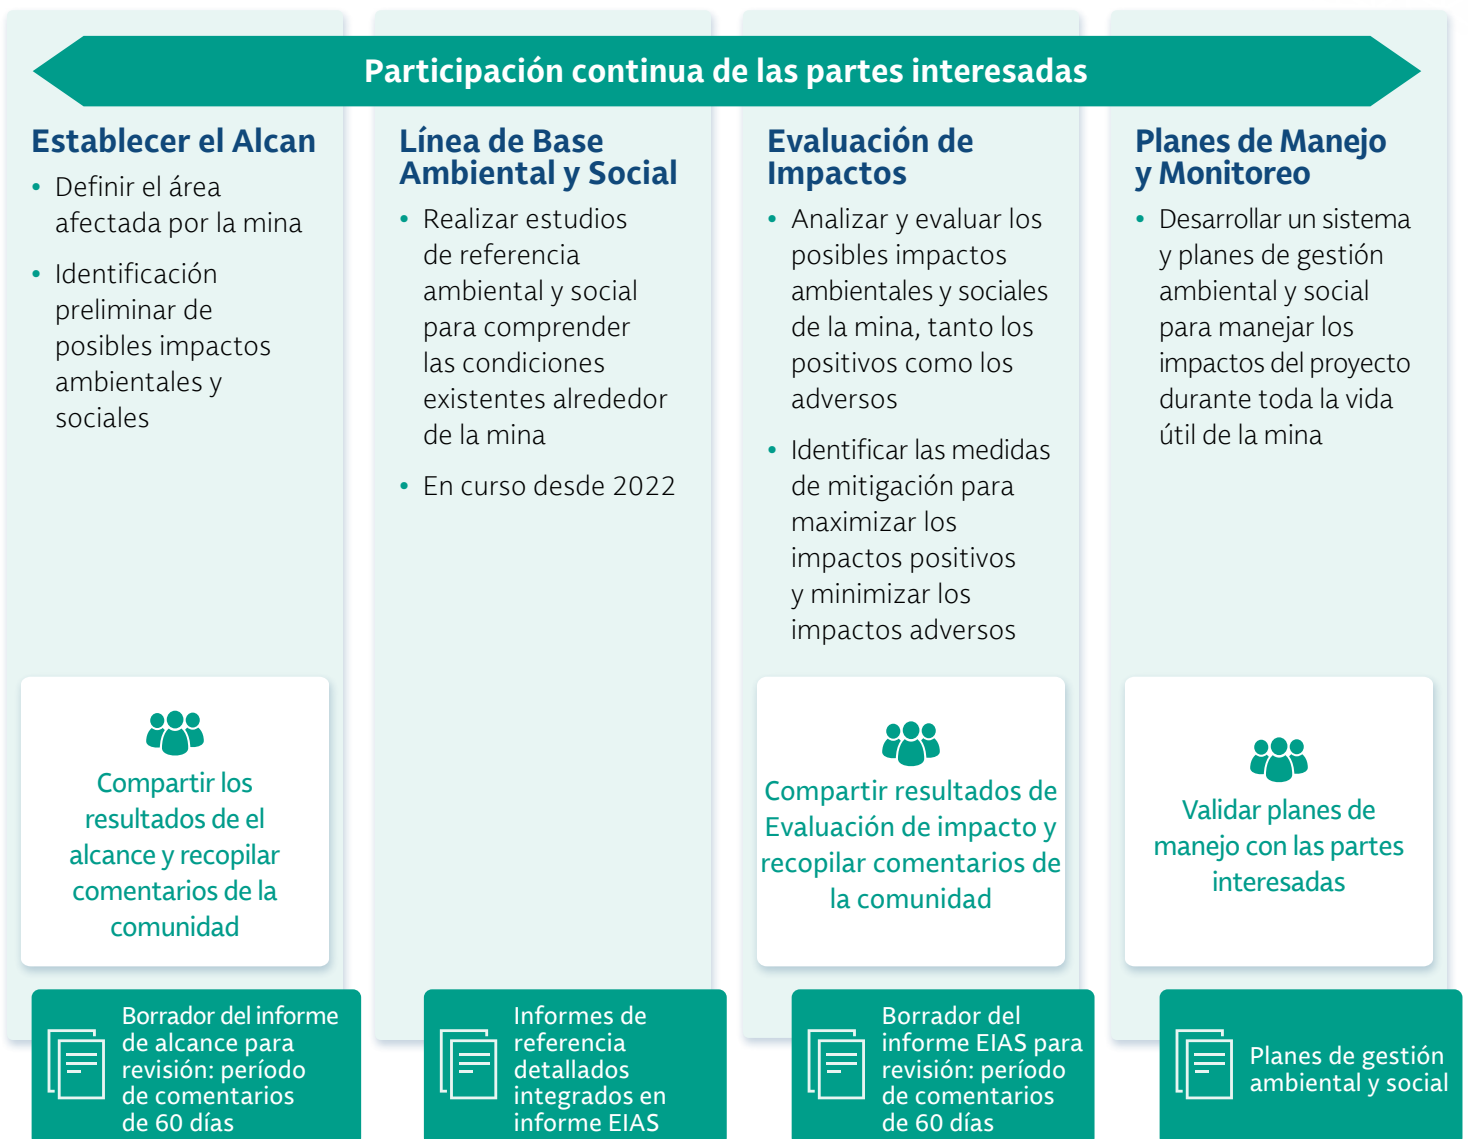 Participación continua de las partes interesadas
Establecer el Alcan
• Definir el área
afectada por la mina
• Identificación
preliminar de
posibles impactos
ambientales y
sociales
Compartir los
resultados de el
alcance y recopilar
comentarios de la
comunidad
Borrador del informe
de alcance para
revisión: período
de comentarios
de 60 días
Línea de Base
Ambiental y Social
• Realizar estudios
de referencia
ambiental y social
para comprender
las condiciones
existentes alrededor
de la mina
• En curso desde 2022
Informes de
referencia
detallados
integrados en
informe EIAS
Evaluación de
Impactos
• Analizar y evaluar los
posibles impactos
ambientales y sociales
de la mina, tanto los
positivos como los
adversos
• Identificar las medidas
de mitigación para
maximizar los
impactos positivos
y minimizar los
impactos adversos
Compartir resultados de
Evaluación de impacto y
recopilar comentarios de
la comunidad
Borrador del
informe EIAS para
revisión: período
de comentarios
de 60 días
Planes de Manejo
y Monitoreo
• Desarrollar un sistema
y planes de gestión
ambiental y social
para manejar los
impactos del proyecto
durante toda la vida
útil de la mina
Validar planes de
manejo con las partes
interesadas
Planes de gestión
ambiental y social